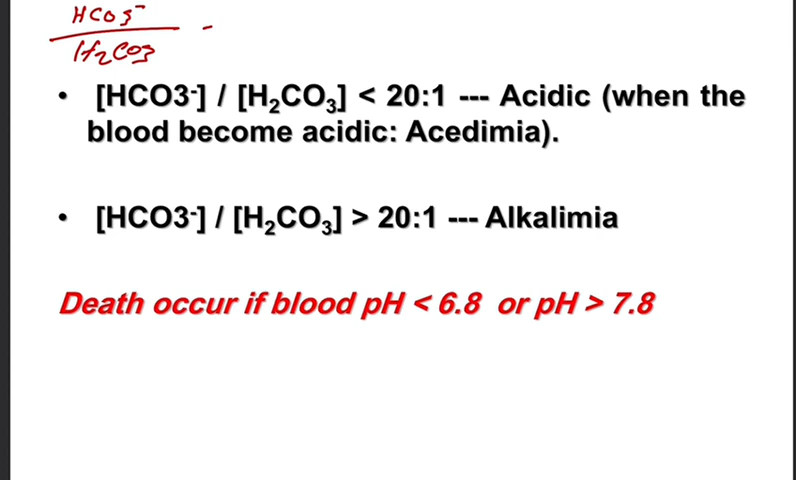 HCO3⁻
H2CO3
• [HCO3-] / [H₂CO₃] < 20:1 --- Acidic (when the
blood become acidic: Acedimia).
• [HCO3-] / [H₂CO₃] > 20:1 --- Alkalimia
Death occur if blood pH < 6.8 or pH > 7.8